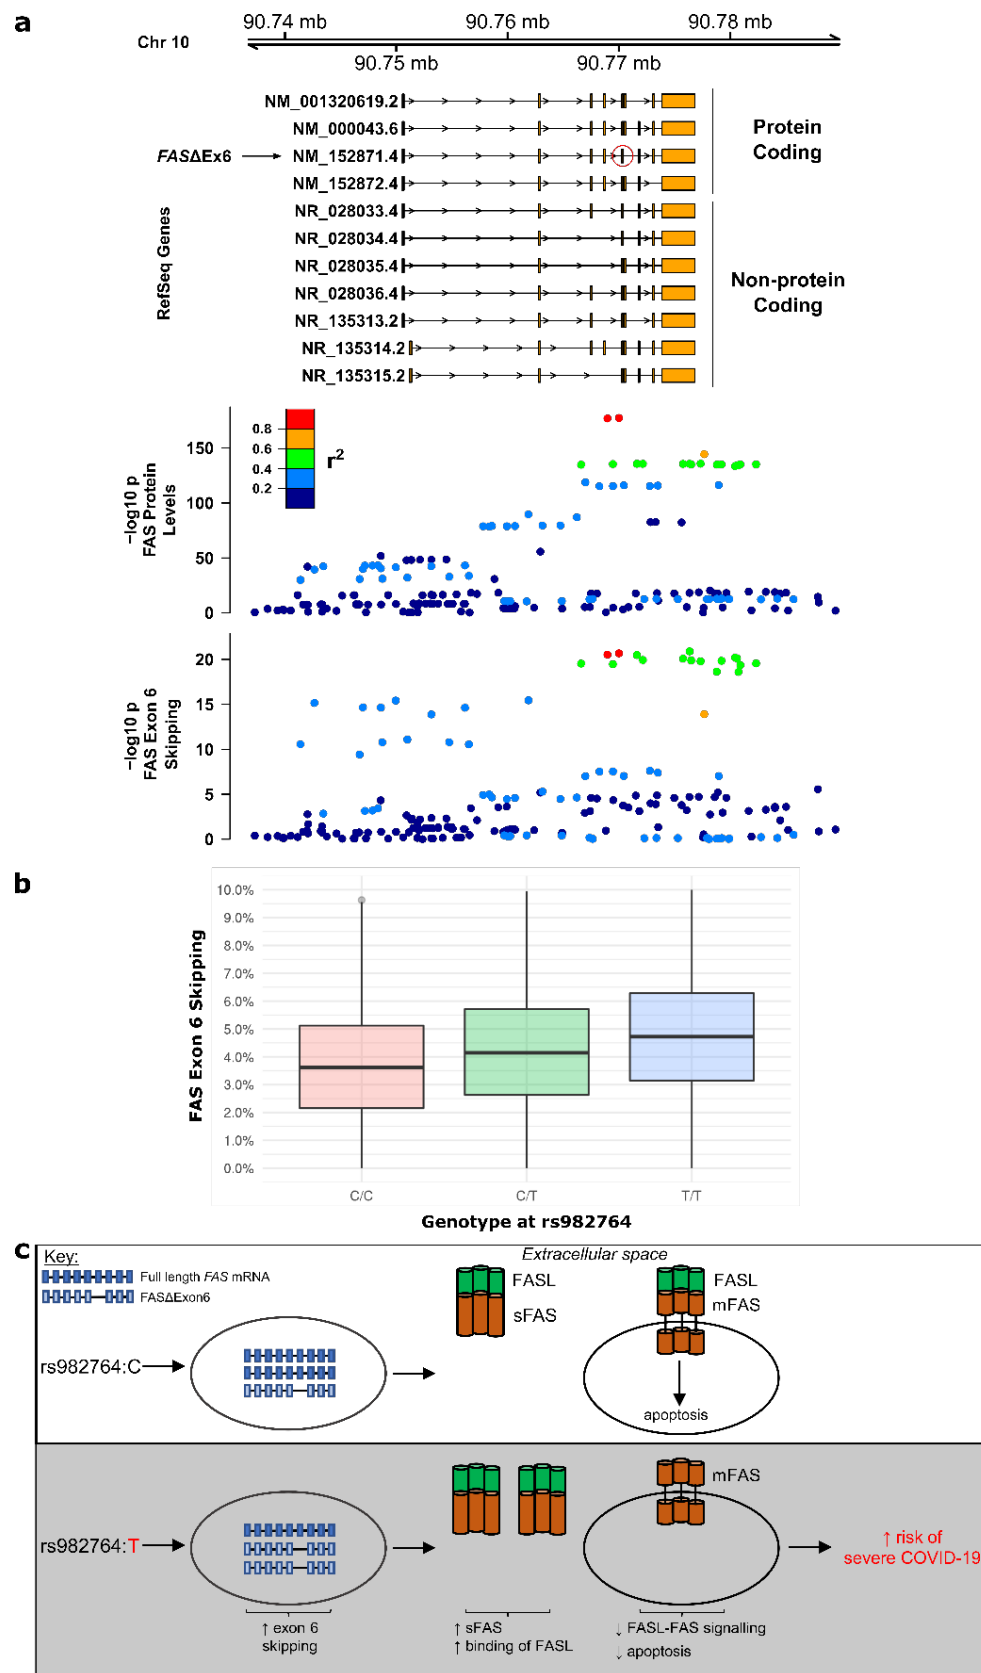 a
90.74 mb 90.76 mb 90.78 mb
Chr 10
90.75 mb 90.77 mb
NM_001320619.2
NM_000043.6
FASΔEx6 NM_152871.4
NM_152872.4
Protein
Coding
NR_028033.4
NR_028034.4
NR_028035.4
NR_028036.4
NR_135313.2
NR_135314.2
NR_135315.2
RefSeq Genes
Non-protein
Coding
0.8
0.6
0.4
0.2
r2
150
100
50
0
−log10 p
FAS Protein
Levels
20
15
10
5
0
−log10 p
FAS Exon 6
Skipping
b
10.0%
9.0%
8.0%
7.0%
6.0%
5.0%
4.0%
3.0%
2.0%
1.0%
0.0%
FAS Exon 6 Skipping
C/C C/T T/T
Genotype at rs982764
c
Key:
Full length FAS mRNA
FASΔExon6
Extracellular space
FASL
sFAS
FASL
mFAS
rs982764:C
apoptosis
mFAS
rs982764:T
↑ risk of
severe COVID-19
↑ exon 6
skipping
↑ sFAS
↑ binding of FASL
↓ FASL-FAS signalling
↓ apoptosis